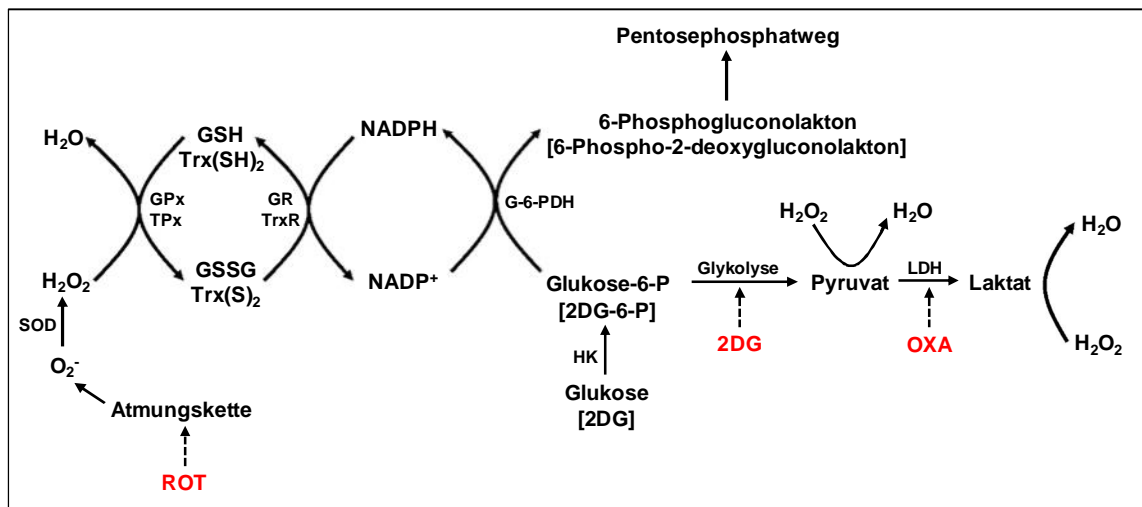 Pentosephosphatweg
6-Phosphogluconolakton
[6-Phospho-2-deoxygluconolakton]
H₂O
GSH
Trx(SH)₂
NADPH
GPx
TPx
GR
TrxR
G-6-PDH
H₂O₂
GSSG
Trx(S)₂
NADP⁺
Glukose-6-P
[2DG-6-P]
Glykolyse
H₂O₂
H₂O
Pyruvat
LDH
Laktat
H₂O
H₂O₂
SOD
O₂⁻
HK
2DG
OXA
Glukose
[2DG]
Atmungskette
ROT